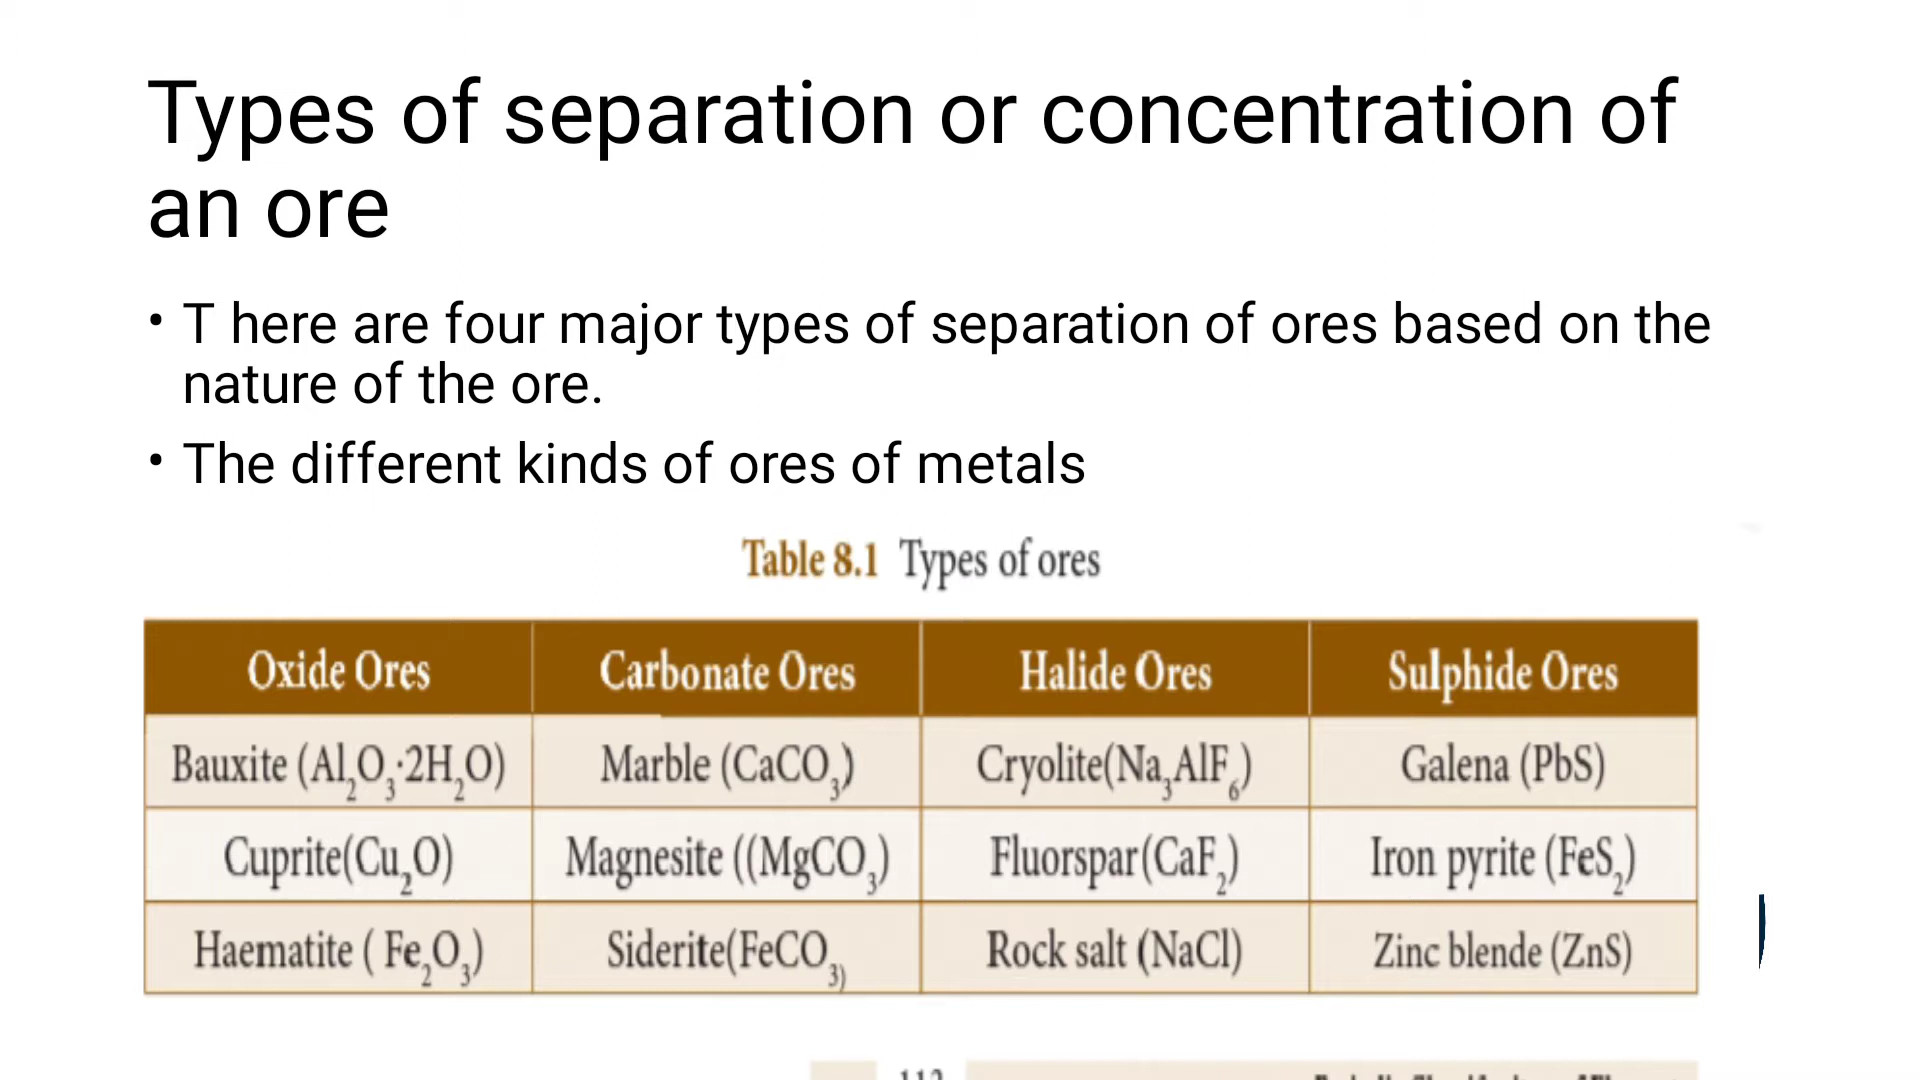 Types of separation or concentration of
an ore
• T here are four major types of separation of ores based on the
nature of the ore.
• The different kinds of ores of metals
Table 8.1 Types of ores
Oxide Ores Carbonate Ores Halide Ores Sulphide Ores
Bauxite (Al₂O₃·2H₂O) Marble (CaCO₃) Cryolite(Na₃AlF₆) Galena (PbS)
Cuprite(Cu₂O) Magnesite ((MgCO₃) Fluorspar(CaF₂) Iron pyrite (FeS₂)
Haematite ( Fe₂O₃) Siderite(FeCO₃₎ Rock salt (NaCl) Zinc blende (ZnS)